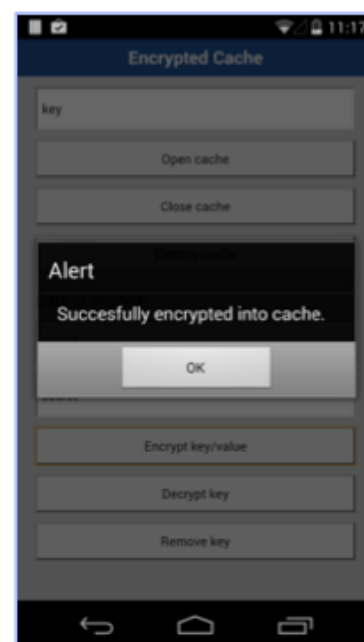 11:17
Encrypted Cache
key
Open cache
Close cache
Alert
Succesfully encrypted into cache.
OK
Encrypt key/value
Decrypt key
Remove key